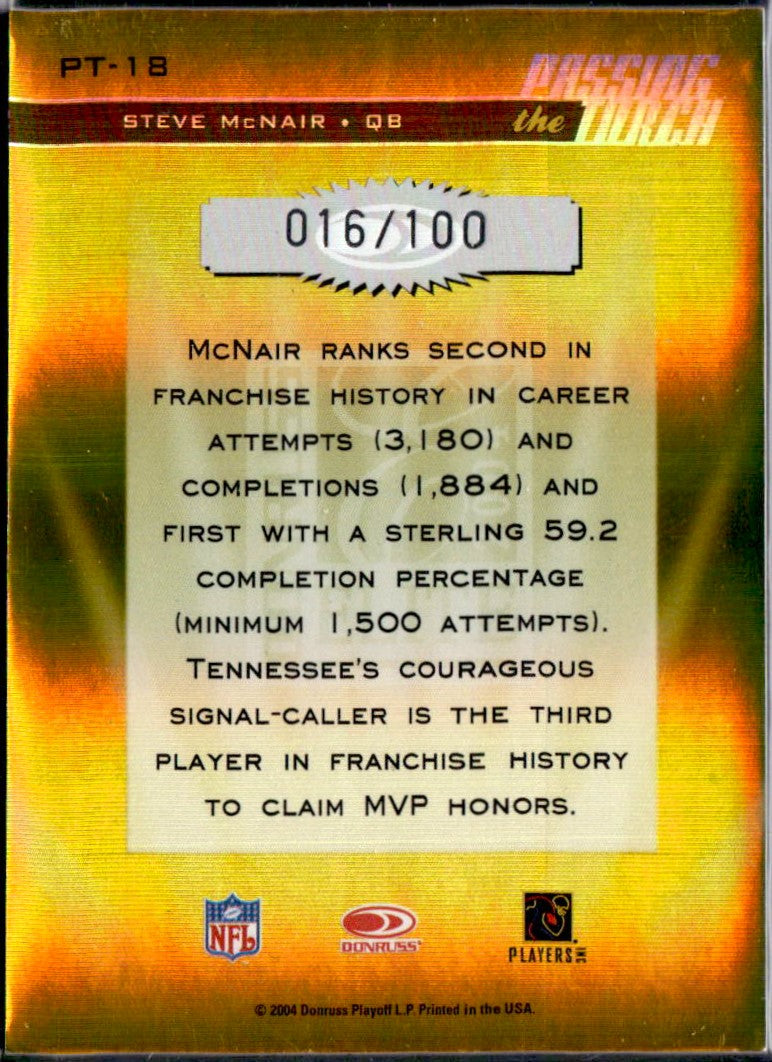 PT-18
PASSING
STEVE McNAIR • QB
the TORCH
016/100
McNair ranks second in
franchise history in career
attempts (3,180) and
completions (1,884) and
first with a sterling 59.2
completion percentage
(minimum 1,500 attempts).
Tennessee's courageous
signal-caller is the third
player in franchise history
to claim MVP honors.
NFL
DONRUSS
PLAYERS INC
© 2004 Donruss Playoff L.P. Printed in the USA.